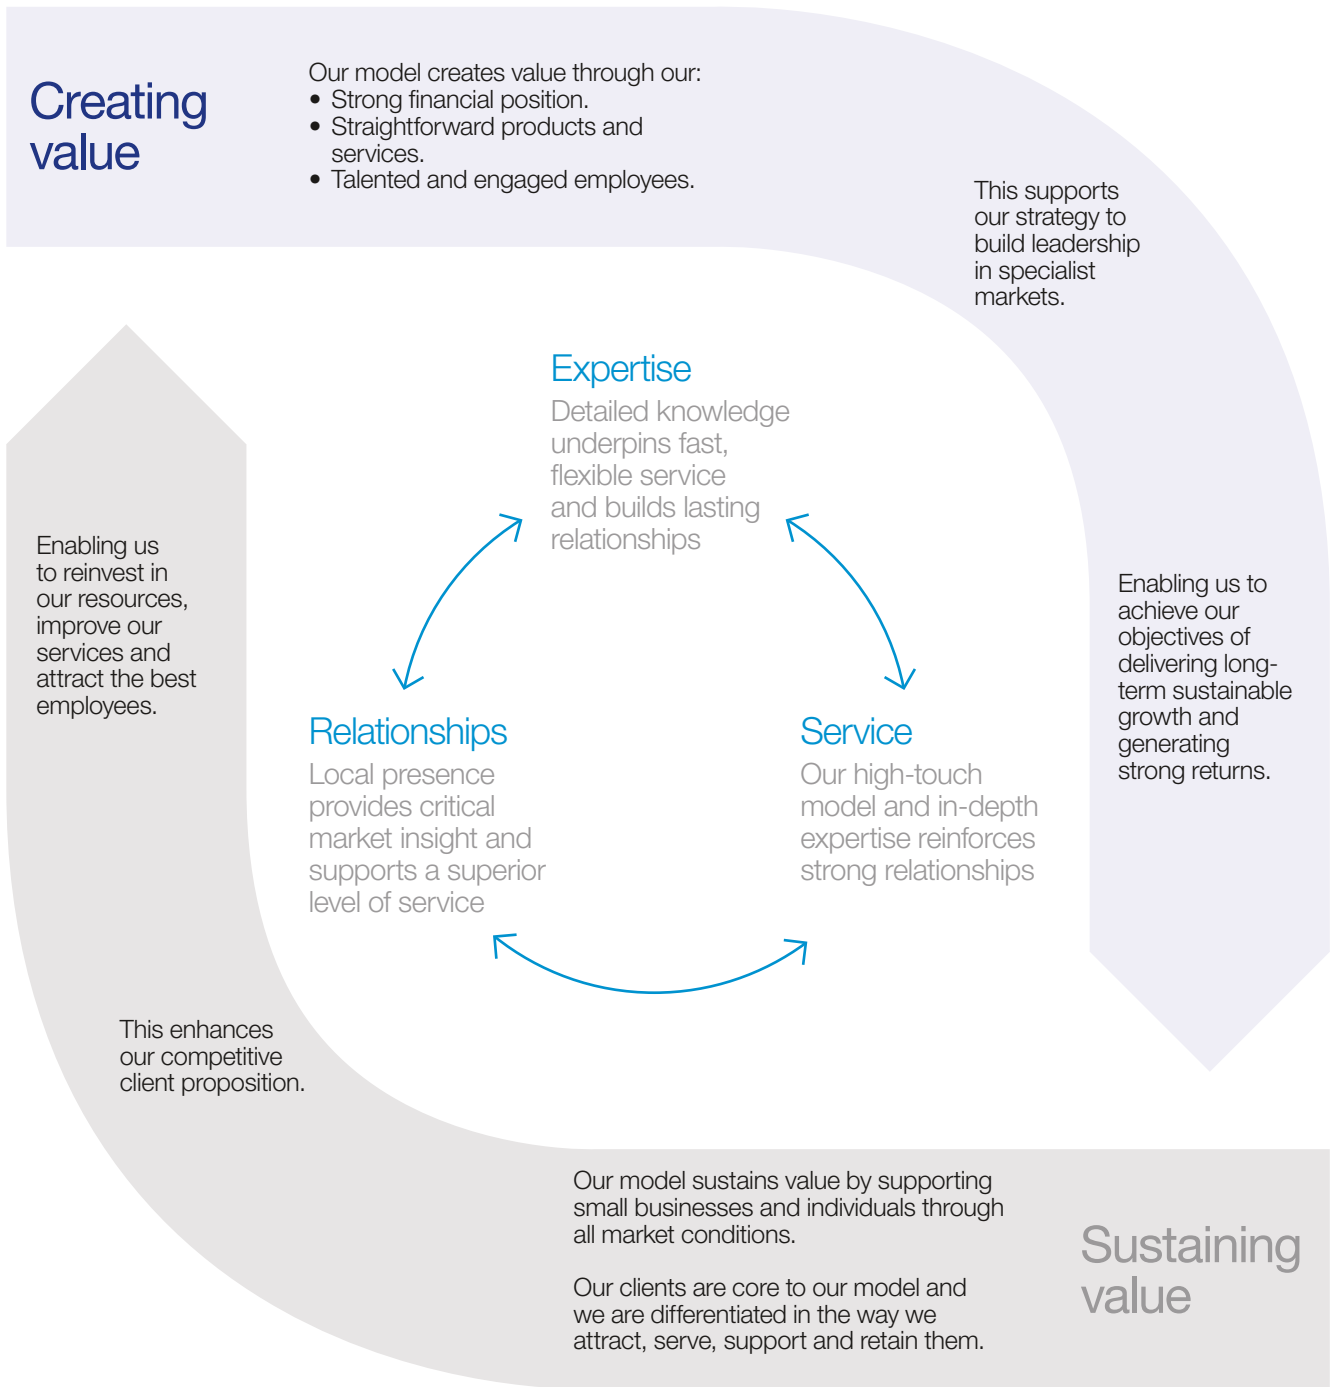 Creating
value
Our model creates value through our:
• Strong financial position.
• Straightforward products and
services.
• Talented and engaged employees.
This supports
our strategy to
build leadership
in specialist
markets.
Enabling us to
achieve our
objectives of
delivering long-
term sustainable
growth and
generating
strong returns.
Expertise
Detailed knowledge
underpins fast,
flexible service
and builds lasting
relationships
Relationships
Local presence
provides critical
market insight and
supports a superior
level of service
Service
Our high-touch
model and in-depth
expertise reinforces
strong relationships
Sustaining
value
Our model sustains value by supporting
small businesses and individuals through
all market conditions.
Our clients are core to our model and
we are differentiated in the way we
attract, serve, support and retain them.
This enhances
our competitive
client proposition.
Enabling us
to reinvest in
our resources,
improve our
services and
attract the best
employees.